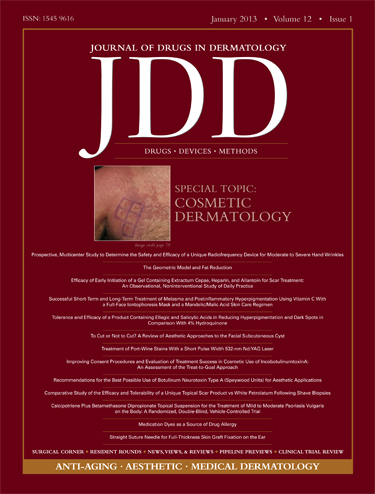 ISSN: 1545 9616
January 2013 • Volume 12 • Issue 1
JOURNAL OF DRUGS IN DERMATOLOGY
JDD
DRUGS • DEVICES • METHODS
SPECIAL TOPIC:
COSMETIC
DERMATOLOGY
Prospective, Multicenter Study to Determine the Safety and Efficacy of a Unique Radiofrequency Device for Moderate to Severe Hand Wrinkles
The Geometric Model and Fat Reduction
Efficacy of Early Initiation of a Gel Containing Extractum Cepae, Heparin, and Allantoin for Scar Treatment:
An Observational, Noninterventional Study of Daily Practice
Successful Short-Term and Long-Term Treatment of Melasma and Postinflammatory Hyperpigmentation Using Vitamin C With
a Full-Face Iontophoresis Mask and a Mandelic/Malic Acid Skin Care Regimen
Tolerance and Efficacy of a Product Containing Ellagic and Salicylic Acids in Reducing Hyperpigmentation and Dark Spots in
Comparison With 4% Hydroquinone
To Cut or Not to Cut? A Review of Aesthetic Approaches to the Facial Subcutaneous Cyst
Treatment of Port-Wine Stains With a Short Pulse Width 532-nm Nd:YAG Laser
Improving Consent Procedures and Evaluation of Treatment Success in Cosmetic Use of IncobotulinumtoxinA:
An Assessment of the Treat-to-Goal Approach
Recommendations for the Best Possible Use of Botulinum Neurotoxin Type A (Speywood Units) for Aesthetic Applications
Comparative Study of the Efficacy and Tolerability of a Unique Topical Scar Product vs White Petrolatum Following Shave Biopsies
Calcipotriene Plus Betamethasone Dipropionate Topical Suspension for the Treatment of Mild to Moderate Psoriasis Vulgaris
on the Body: A Randomized, Double-Blind, Vehicle-Controlled Trial
Medication Dyes as a Source of Drug Allergy
Straight Suture Needle for Full-Thickness Skin Graft Fixation on the Ear
SURGICAL CORNER • RESIDENT ROUNDS • NEWS, VIEWS, & REVIEWS • PIPELINE PREVIEWS • CLINICAL TRIAL REVIEW
ANTI-AGING • AESTHETIC • MEDICAL DERMATOLOGY